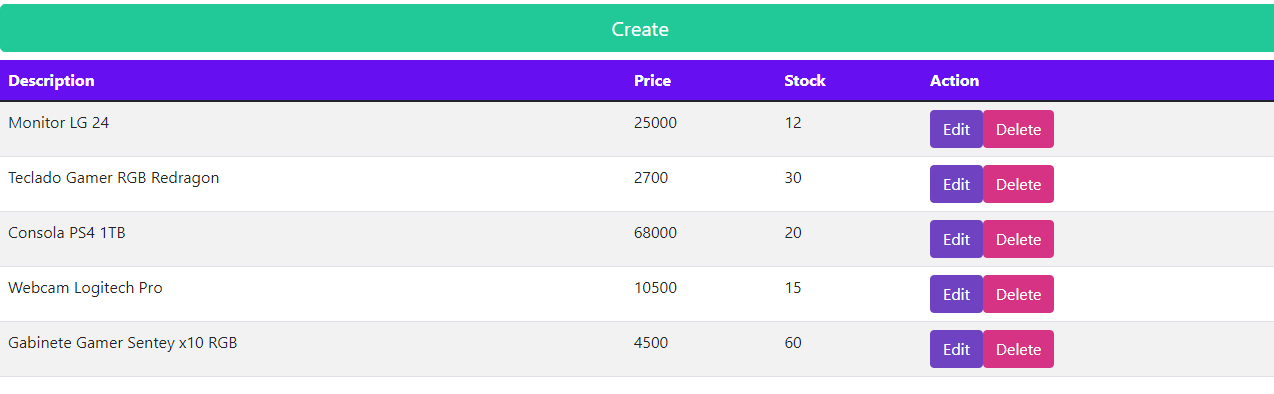 Create
Description Price Stock Action
Monitor LG 24 25000 12 Edit Delete
Teclado Gamer RGB Redragon 2700 30 Edit Delete
Consola PS4 1TB 68000 20 Edit Delete
Webcam Logitech Pro 10500 15 Edit Delete
Gabinete Gamer Sentey x10 RGB 4500 60 Edit Delete